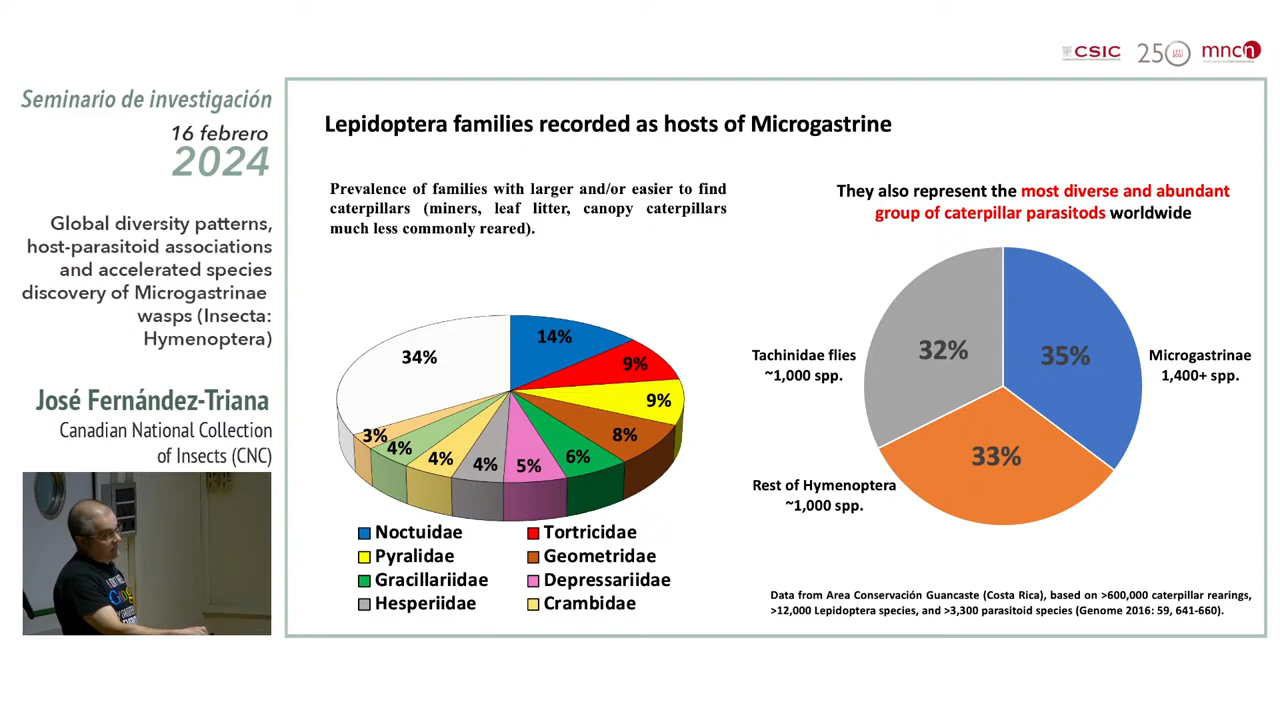 CSIC
250
mncn
Seminario de investigación
16 febrero
2024
Global diversity patterns,
host-parasitoid associations
and accelerated species
discovery of Microgastrinae
wasps (Insecta:
Hymenoptera)
José Fernández-Triana
Canadian National Collection
of Insects (CNC)
Lepidoptera families recorded as hosts of Microgastrine
Prevalence of families with larger and/or easier to find
caterpillars (miners, leaf litter, canopy caterpillars
much less commonly reared).
34%
14%
9%
9%
8%
6%
5%
4%
4%
4%
3%
Noctuidae
Tortricidae
Pyralidae
Geometridae
Gracillariidae
Depressariidae
Hesperiidae
Crambidae
They also represent the most diverse and abundant
group of caterpillar parasitods worldwide
32%
35%
33%
Tachinidae flies
~1,000 spp.
Microgastrinae
1,400+ spp.
Rest of Hymenoptera
~1,000 spp.
Data from Area Conservación Guancaste (Costa Rica), based on >600,000 caterpillar rearings,
>12,000 Lepidoptera species, and >3,300 parasitoid species (Genome 2016: 59, 641-660).